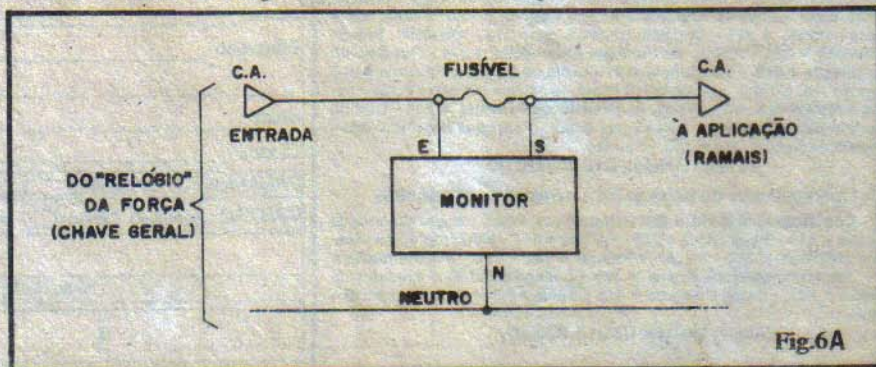 C.A.
FUSÍVEL
C.A.
ENTRADA
À APLICAÇÃO
(RAMAIS)
E
S
DO "RELÓGIO"
DA FORÇA
(CHAVE GERAL)
MONITOR
N
NEUTRO
Fig.6A